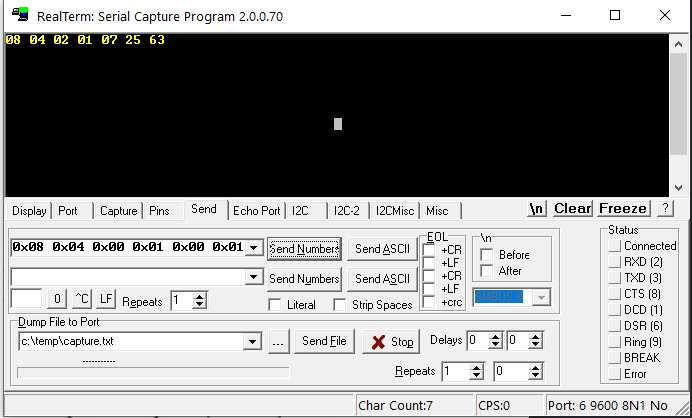 RealTerm: Serial Capture Program 2.0.0.70
08 04 02 01 07 25 63
Display Port Capture Pins Send Echo Port I2C I2C-2 I2CMisc Misc \n Clear Freeze ?
0x08 0x04 0x00 0x01 0x00 0x01 Send Numbers Send ASCII
Send Numbers Send ASCII
0 ^C LF Repeats 1 Literal Strip Spaces
EOL
+CR
+LF
+CR
+LF
+crc
\n
Before
After
Dump File to Port
c:\temp\capture.txt ... Send File Stop Delays 0 0
Repeats 1 0
Status
Connected
RXD (2)
TXD (3)
CTS (8)
DCD (1)
DSR (6)
Ring (9)
BREAK
Error
Char Count:7 CPS:0 Port: 6 9600 8N1 No